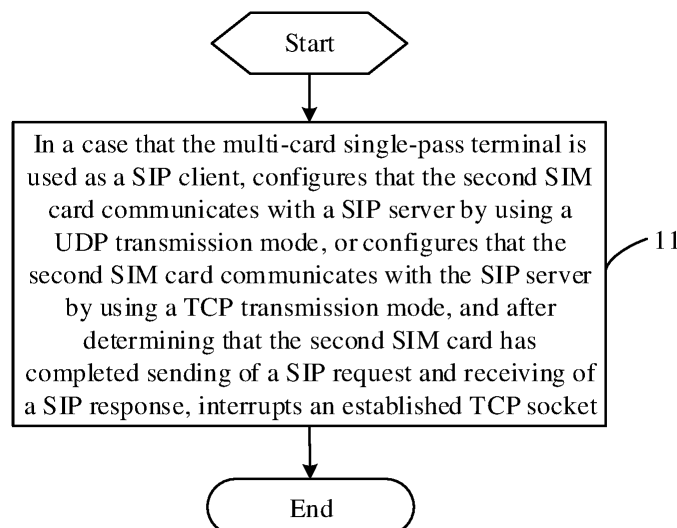 Start
In a case that the multi-card single-pass terminal is
used as a SIP client, configures that the second SIM
card communicates with a SIP server by using a
UDP transmission mode, or configures that the
second SIM card communicates with the SIP server
by using a TCP transmission mode, and after
determining that the second SIM card has
completed sending of a SIP request and receiving of
a SIP response, interrupts an established TCP socket
11
End